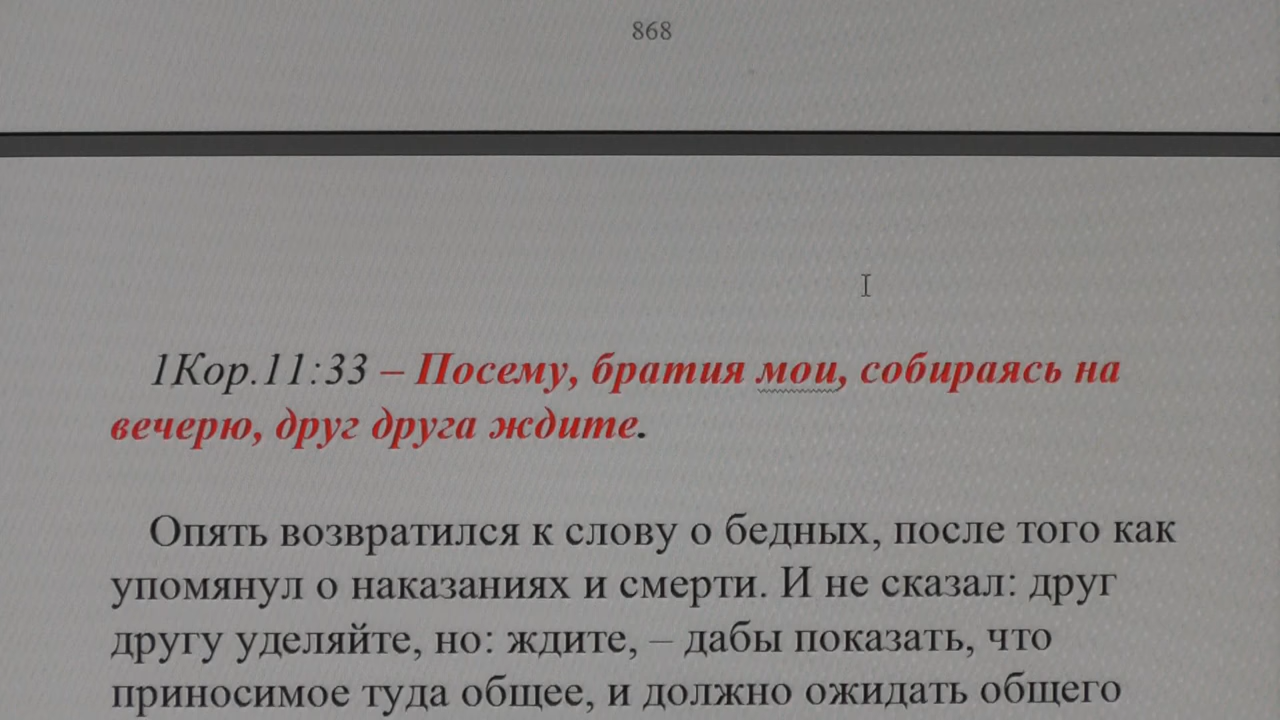 868
1Кор.11:33 – Посему, братия мои, собираясь на
вечерю, друг друга ждите.
Опять возвратился к слову о бедных, после того как
упомянул о наказаниях и смерти. И не сказал: друг
другу уделяйте, но: ждите, – дабы показать, что
приносимое туда общее, и должно ожидать общего